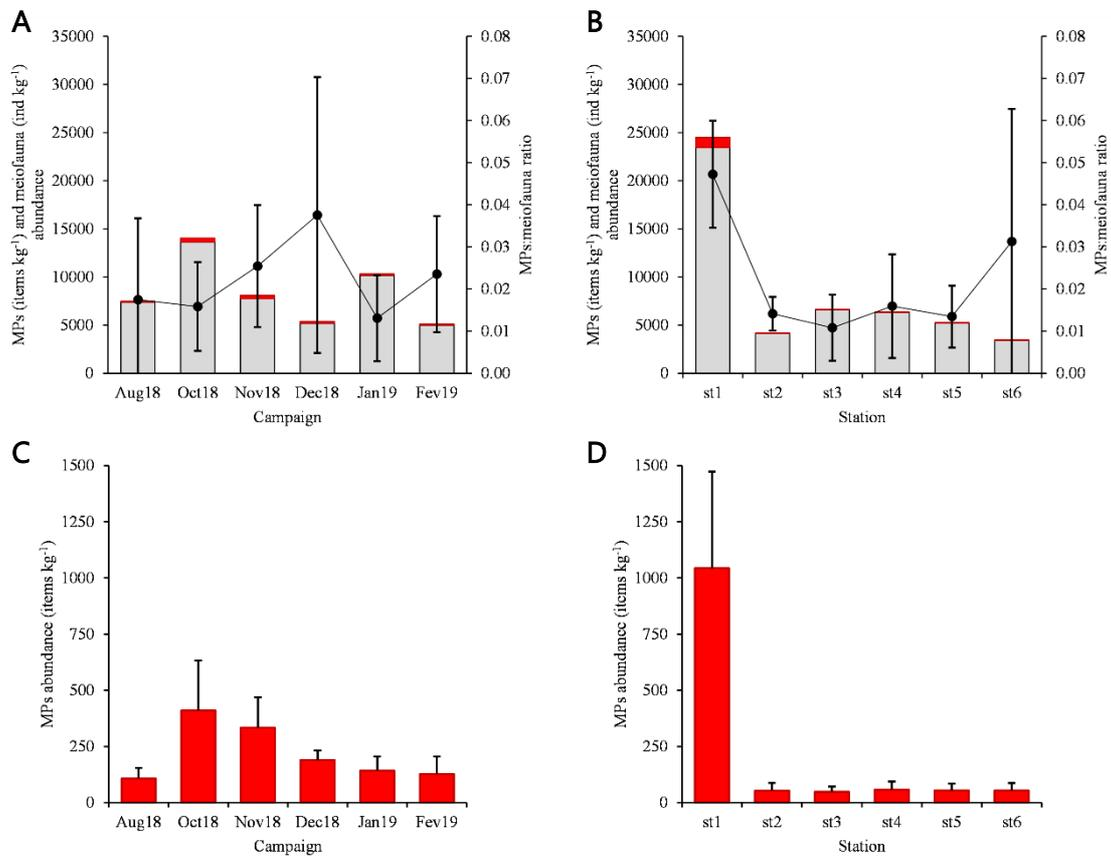 A
35000
30000
25000
20000
15000
10000
5000
0
MPs (items kg-1) and meiofauna (ind kg-1)
abundance
0.08
0.07
0.06
0.05
0.04
0.03
0.02
0.01
0.00
MPs:meiofauna ratio
Aug18 Oct18 Nov18 Dec18 Jan19 Fev19
Campaign
B
35000
30000
25000
20000
15000
10000
5000
0
MPs (items kg-1) and meiofauna (ind kg-1)
abundance
0.08
0.07
0.06
0.05
0.04
0.03
0.02
0.01
0.00
MPs:meiofauna ratio
st1 st2 st3 st4 st5 st6
Station
C
1500
1250
1000
750
500
250
0
MPs abundance (items kg-1)
Aug18 Oct18 Nov18 Dec18 Jan19 Fev19
Campaign
D
1500
1250
1000
750
500
250
0
MPs abundance (items kg-1)
st1 st2 st3 st4 st5 st6
Station